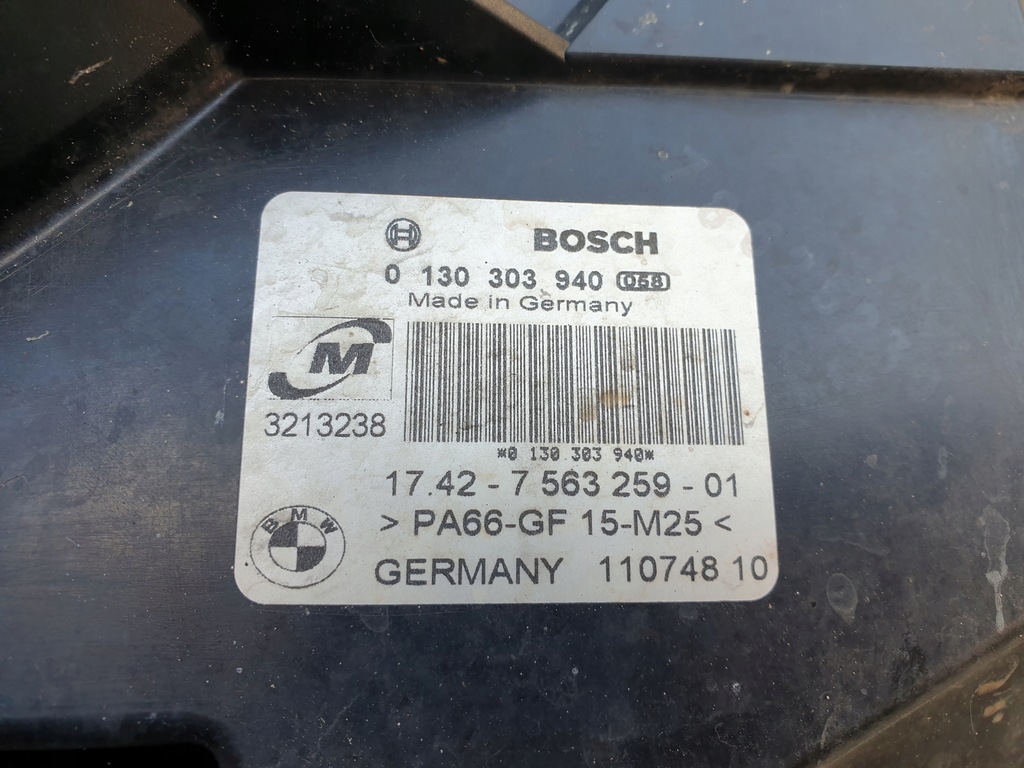 BOSCH
0 130 303 940 058
Made in Germany
M
3213238
*0 130 303 940*
17.42 - 7 563 259 - 01
> PA66-GF 15-M25 <
BMW
GERMANY 110748 10